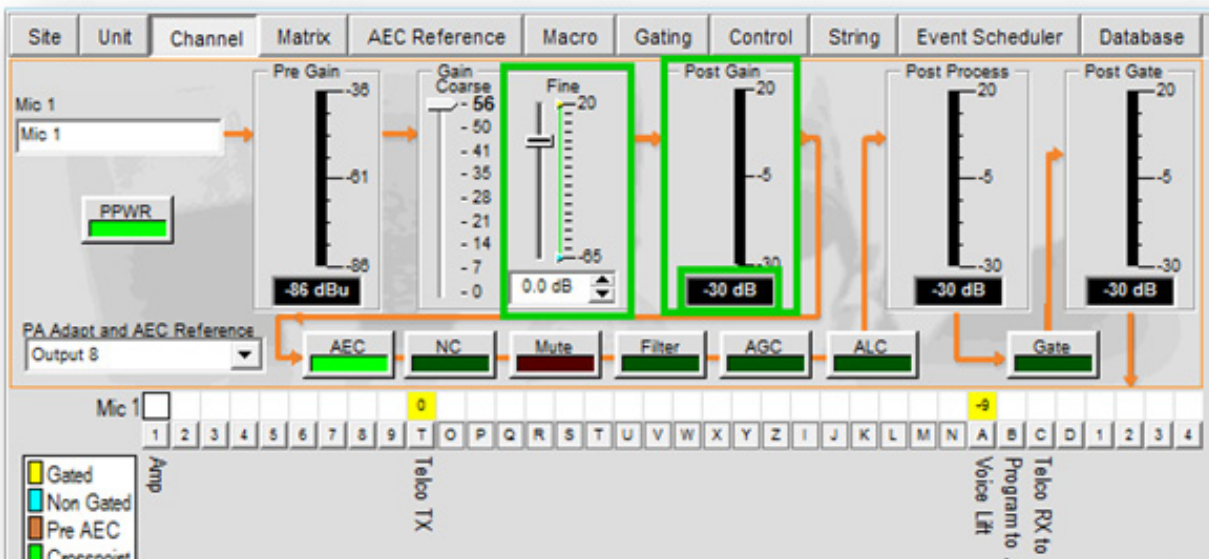 Site Unit Channel Matrix AEC Reference Macro Gating Control String Event Scheduler Database
Pre Gain Gain Post Gain Post Process Post Gate
Coarse Fine
-36 56 20 20 20 20
Mic 1
Mic 1
50
41
-61 35 -5 -5 -5
28
PPWR
21
14
-86 7 -65 -30 -30 -30
0
-86 dBu 0.0 dB -30 dB -30 dB -30 dB
PA Adapt and AEC Reference
Output 8
AEC NC Mute Filter AGC ALC Gate
Mic 1 0 -9
1 2 3 4 5 6 7 8 9 T O P Q R S T U V W X Y Z I J K L M N A B C D 1 2 3 4
Amp
Telco TX
Voice Lift
Program to
Telco RX to
Gated
Non Gated
Pre AEC
Crosspoint